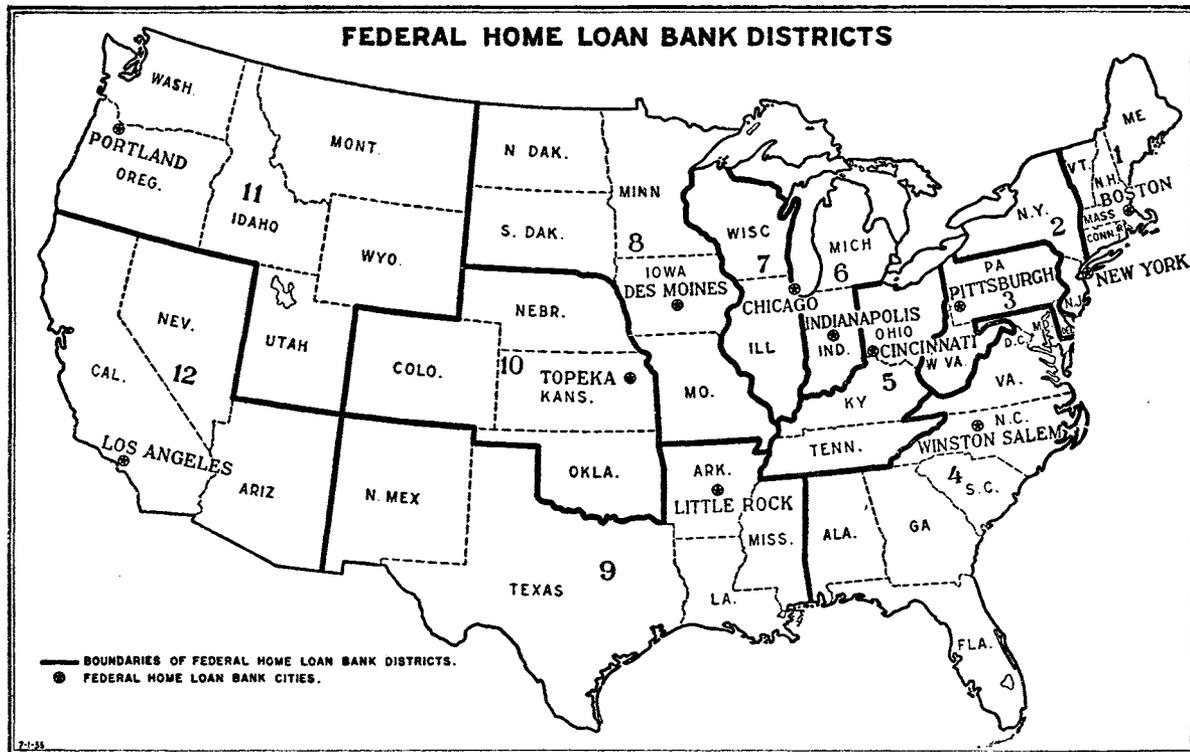 FEDERAL HOME LOAN BANK DISTRICTS
WASH.
PORTLAND
OREG.
11
IDAHO
MONT.
WYO.
N DAK.
S. DAK.
MINN
8
IOWA
DES MOINES
WISC
7
MICH
6
CHICAGO
ILL
INDIANAPOLIS
IND.
OHIO
CINCINNATI
5
KY
W VA.
PA
PITTSBURGH
3
N.Y.
2
NEW YORK
N.J.
VT.
N.H.
1
ME
BOSTON
MASS
CONN.
R.I.
MD.
D.C.
DEL.
VA.
N.C.
WINSTON SALEM
4
S.C.
TENN.
NEBR.
10
TOPEKA
KANS.
COLO.
UTAH
NEV.
CAL.
12
LOS ANGELES
ARIZ
N. MEX
OKLA.
MO.
ARK.
LITTLE ROCK
MISS.
ALA.
GA
FLA.
LA.
TEXAS
9
BOUNDARIES OF FEDERAL HOME LOAN BANK DISTRICTS.
FEDERAL HOME LOAN BANK CITIES.